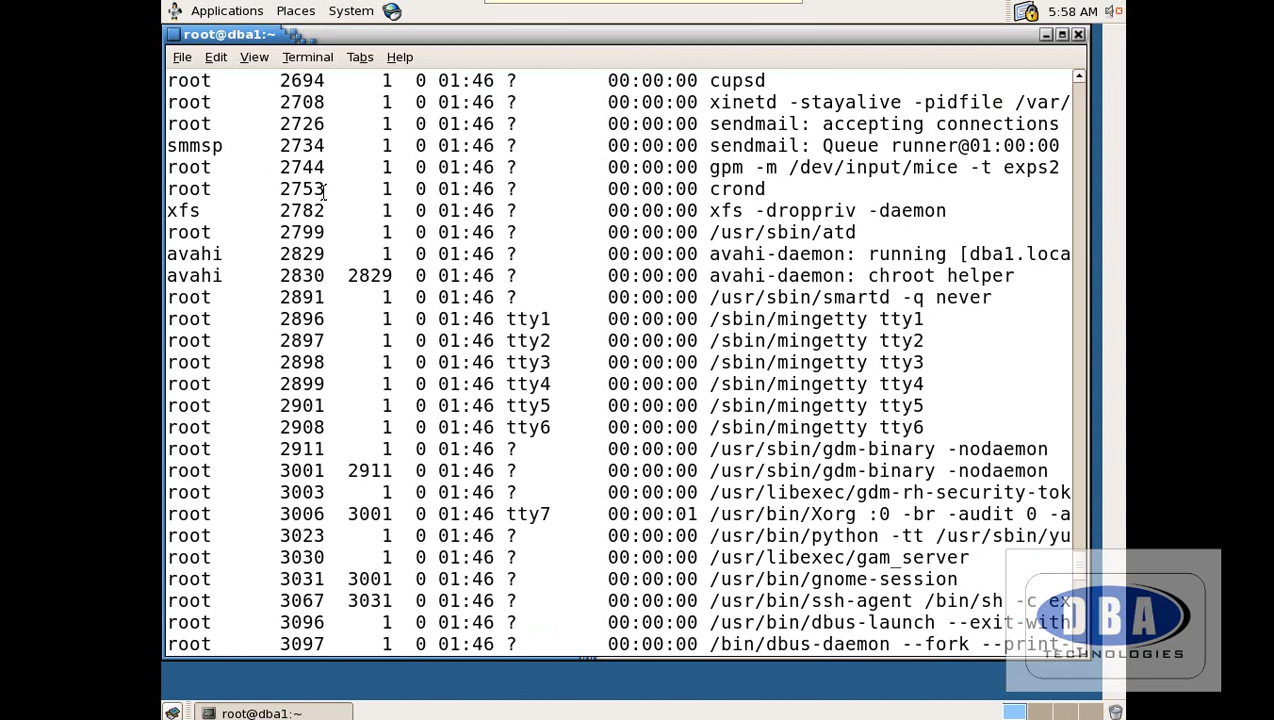 Applications Places System 5:58 AM
root@dba1:~
File Edit View Terminal Tabs Help
root 2694 1 0 01:46 ? 00:00:00 cupsd
root 2708 1 0 01:46 ? 00:00:00 xinetd -stayalive -pidfile /var/
root 2726 1 0 01:46 ? 00:00:00 sendmail: accepting connections
smmsp 2734 1 0 01:46 ? 00:00:00 sendmail: Queue runner@01:00:00
root 2744 1 0 01:46 ? 00:00:00 gpm -m /dev/input/mice -t exps2
root 2753 1 0 01:46 ? 00:00:00 crond
xfs 2782 1 0 01:46 ? 00:00:00 xfs -droppriv -daemon
root 2799 1 0 01:46 ? 00:00:00 /usr/sbin/atd
avahi 2829 1 0 01:46 ? 00:00:00 avahi-daemon: running [dba1.loca
avahi 2830 2829 0 01:46 ? 00:00:00 avahi-daemon: chroot helper
root 2891 1 0 01:46 ? 00:00:00 /usr/sbin/smartd -q never
root 2896 1 0 01:46 tty1 00:00:00 /sbin/mingetty tty1
root 2897 1 0 01:46 tty2 00:00:00 /sbin/mingetty tty2
root 2898 1 0 01:46 tty3 00:00:00 /sbin/mingetty tty3
root 2899 1 0 01:46 tty4 00:00:00 /sbin/mingetty tty4
root 2901 1 0 01:46 tty5 00:00:00 /sbin/mingetty tty5
root 2908 1 0 01:46 tty6 00:00:00 /sbin/mingetty tty6
root 2911 1 0 01:46 ? 00:00:00 /usr/sbin/gdm-binary -nodaemon
root 3001 2911 0 01:46 ? 00:00:00 /usr/sbin/gdm-binary -nodaemon
root 3003 1 0 01:46 ? 00:00:00 /usr/libexec/gdm-rh-security-tok
root 3006 3001 0 01:46 tty7 00:00:01 /usr/bin/Xorg :0 -br -audit 0 -a
root 3023 1 0 01:46 ? 00:00:00 /usr/bin/python -tt /usr/sbin/yu
root 3030 1 0 01:46 ? 00:00:00 /usr/libexec/gam_server
root 3031 3001 0 01:46 ? 00:00:00 /usr/bin/gnome-session
root 3067 3031 0 01:46 ? 00:00:00 /usr/bin/ssh-agent /bin/sh -c ex
root 3096 1 0 01:46 ? 00:00:00 /usr/bin/dbus-launch --exit-with
root 3097 1 0 01:46 ? 00:00:00 /bin/dbus-daemon --fork --print-
DBA
TECHNOLOGIES
root@dba1:~